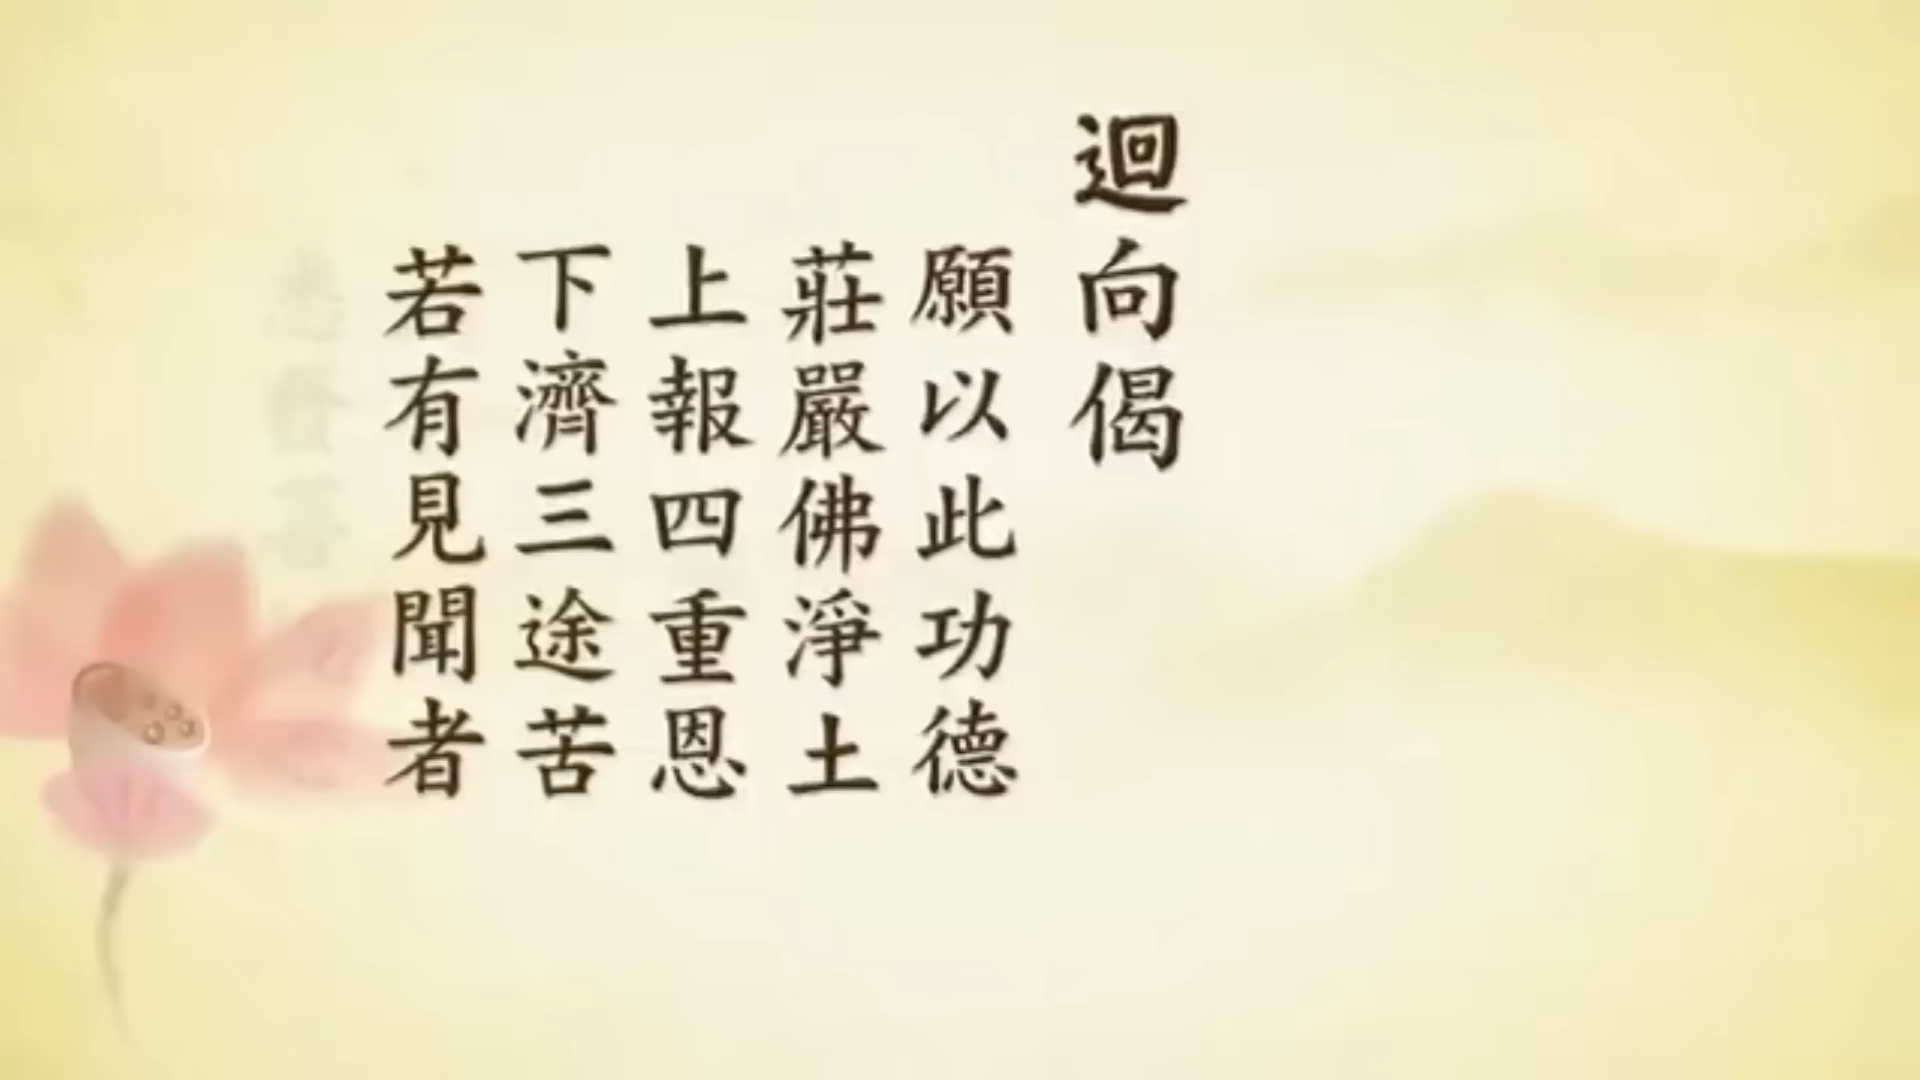 迴向偈
願以此功德
莊嚴佛淨土
上報四重恩
下濟三途苦
若有見聞者